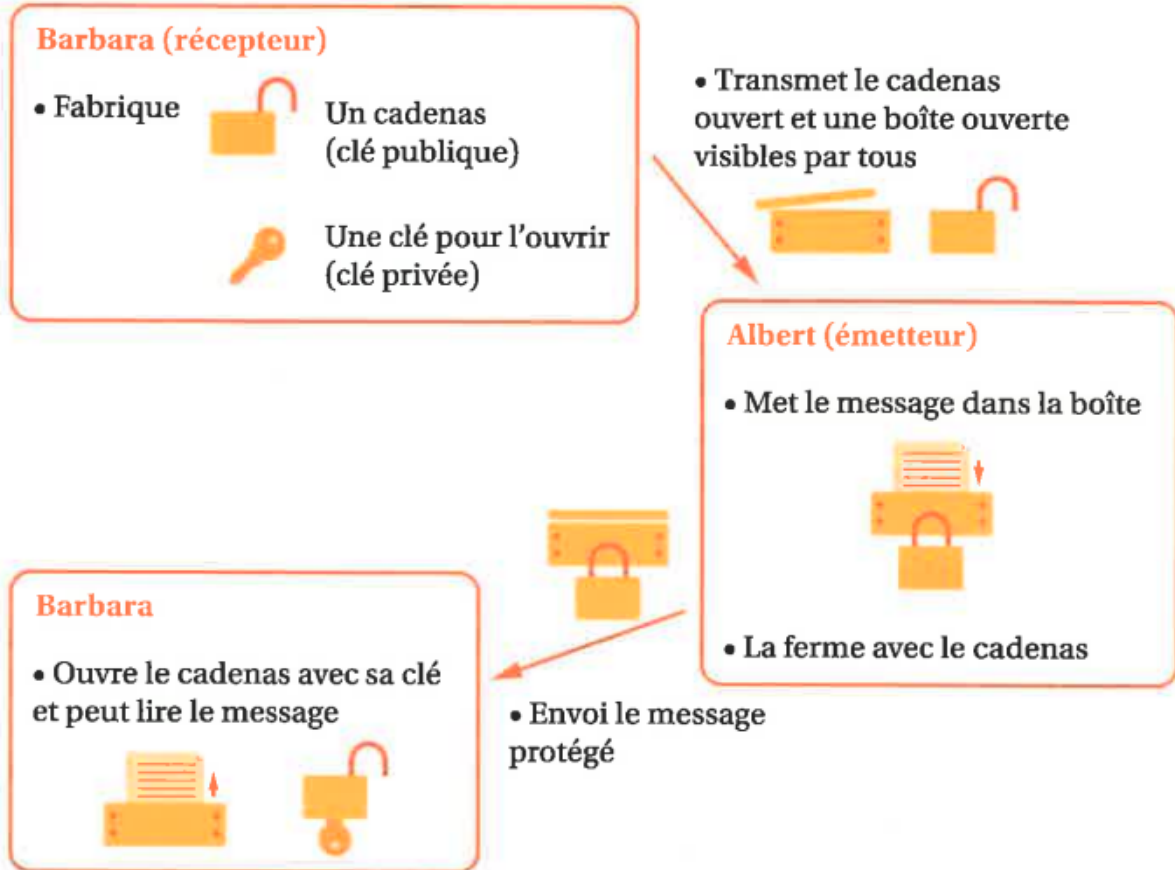 Barbara (récepteur)
• Fabrique
Un cadenas
(clé publique)
Une clé pour l'ouvrir
(clé privée)
• Transmet le cadenas
ouvert et une boîte ouverte
visibles par tous
Albert (émetteur)
• Met le message dans la boîte
• La ferme avec le cadenas
• Envoi le message
protégé
Barbara
• Ouvre le cadenas avec sa clé
et peut lire le message